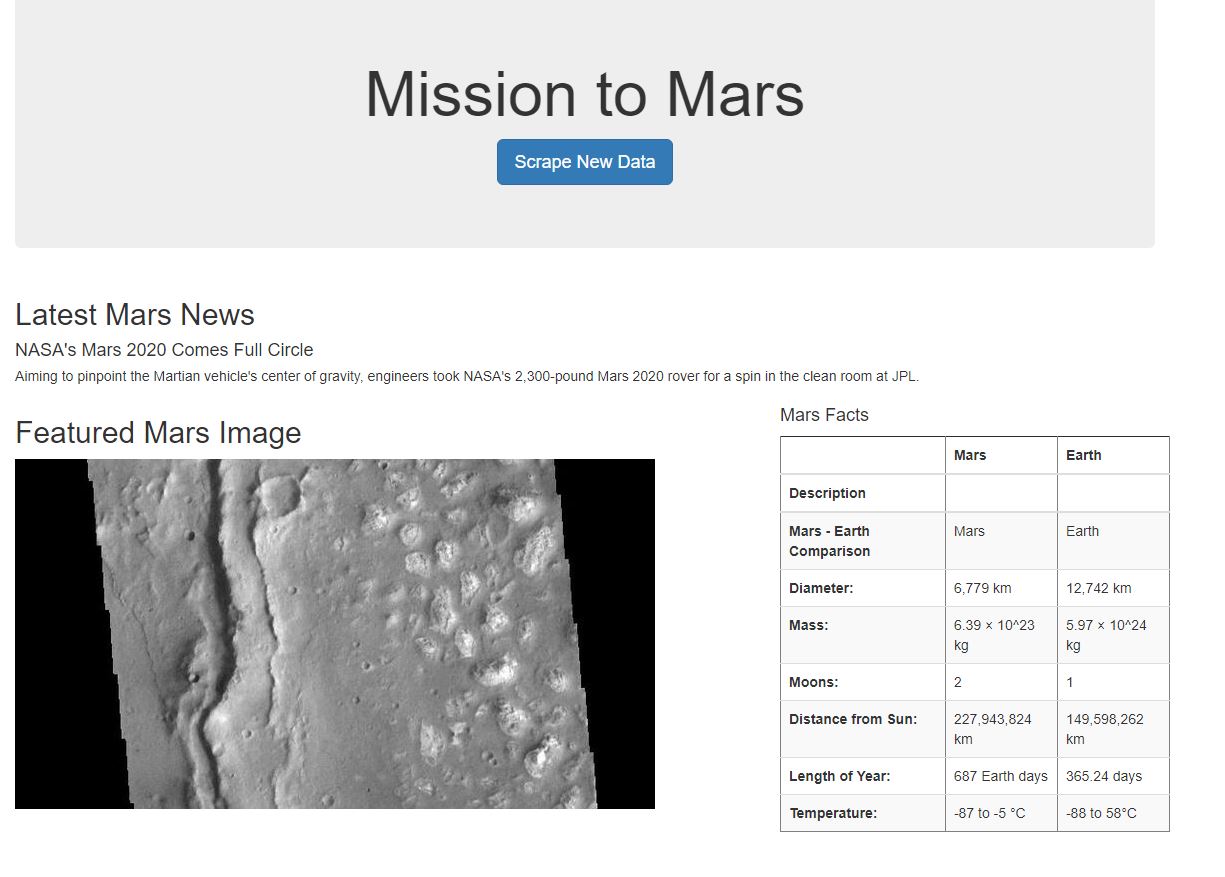 Mission to Mars
Scrape New Data
Latest Mars News
NASA's Mars 2020 Comes Full Circle
Aiming to pinpoint the Martian vehicle's center of gravity, engineers took NASA's 2,300-pound Mars 2020 rover for a spin in the clean room at JPL.
Featured Mars Image
Mars Facts
Mars Earth
Description
Mars - Earth Mars Earth
Comparison
Diameter: 6,779 km 12,742 km
Mass: 6.39 × 10^23 5.97 × 10^24
kg kg
Moons: 2 1
Distance from Sun: 227,943,824 149,598,262
km km
Length of Year: 687 Earth days 365.24 days
Temperature: -87 to -5 °C -88 to 58°C